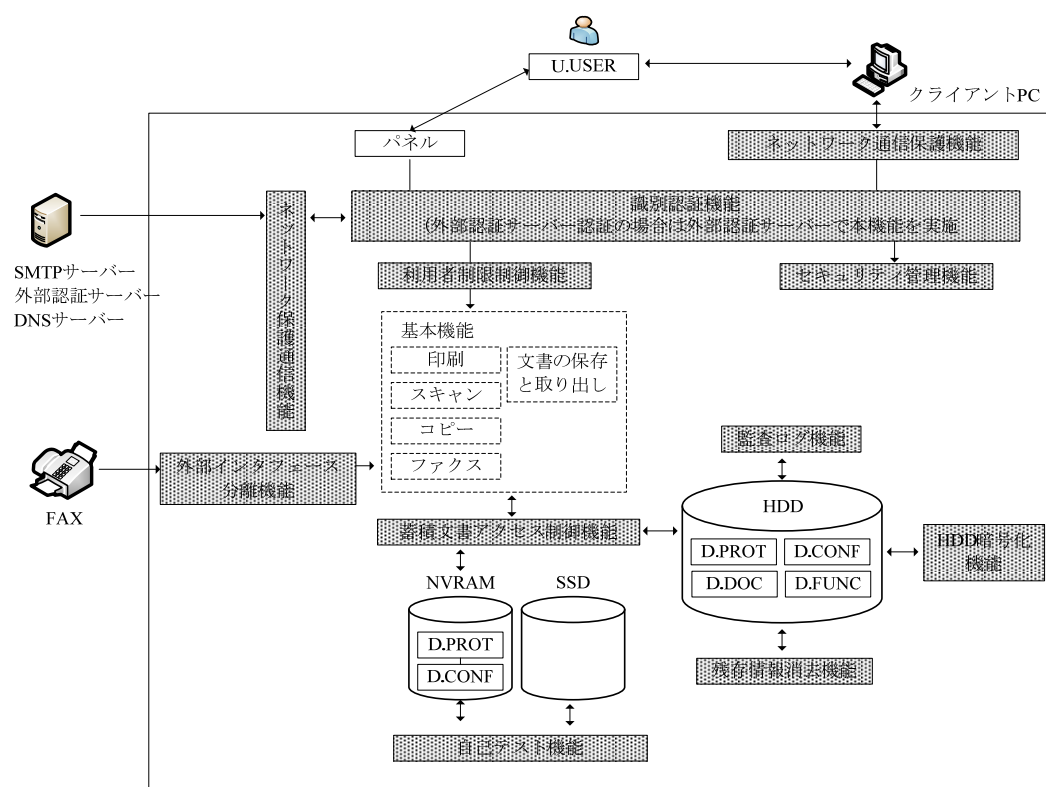 U.USER
クライアントPC
パネル
ネットワーク通信保護機能
識別認証機能
(外部認証サーバー認証の場合は外部認証サーバーで本機能を実施
ネットワーク保護通信機能
SMTPサーバー
外部認証サーバー
DNSサーバー
利用者制限制御機能
セキュリティ管理機能
基本機能
印刷
文書の保存
と取り出し
スキャン
コピー
ファクス
監査ログ機能
外部インタフェース
分離機能
FAX
HDD
蓄積文書アクセス制御機能
D.PROT
D.CONF
D.DOC
D.FUNC
HDD暗号化
機能
NVRAM
SSD
D.PROT
D.CONF
残存情報消去機能
自己テスト機能